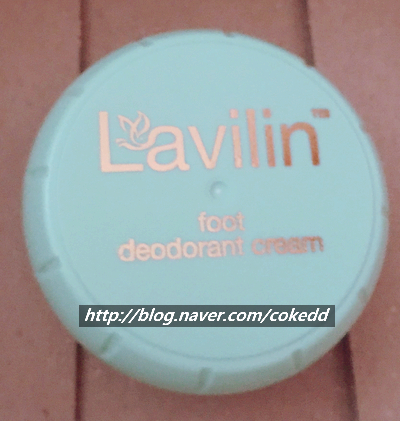 Lavilin™
foot
deodorant cream
http://blog.naver.com/cokedd